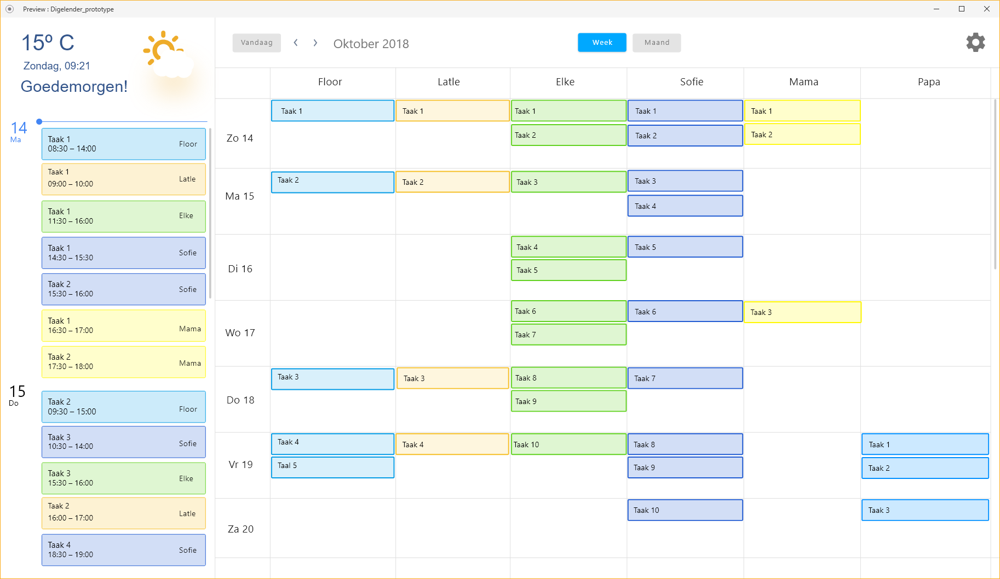 Preview : Digelender_prototype
15º C
Zondag, 09:21
Goedemorgen!
14
Ma
Taak 1
08:30 – 14:00
Floor
Taak 1
09:00 – 10:00
Latle
Taak 1
11:30 – 16:00
Elke
Taak 1
14:30 – 15:30
Sofie
Taak 2
15:30 – 16:00
Sofie
Taak 1
16:30 – 17:00
Mama
Taak 2
17:30 – 18:00
Mama
15
Do
Taak 2
09:30 – 15:00
Floor
Taak 3
10:30 – 14:00
Sofie
Taak 3
15:30 – 16:00
Elke
Taak 2
16:00 – 17:00
Latle
Taak 4
18:30 – 19:00
Sofie
Vandaag
Oktober 2018
Week
Maand
Floor Latle Elke Sofie Mama Papa
Zo 14
Taak 1 Taak 1 Taak 1 Taak 1 Taak 1
Taak 2 Taak 2 Taak 2
Ma 15
Taak 2 Taak 2 Taak 3 Taak 3
Taak 4
Di 16
Taak 4 Taak 5
Taak 5
Wo 17
Taak 6 Taak 6 Taak 3
Taak 7
Do 18
Taak 3 Taak 3 Taak 8 Taak 7
Taak 9
Vr 19
Taak 4 Taak 4 Taak 10 Taak 8 Taak 1
Taal 5 Taak 9 Taak 2
Za 20
Taak 10 Taak 3